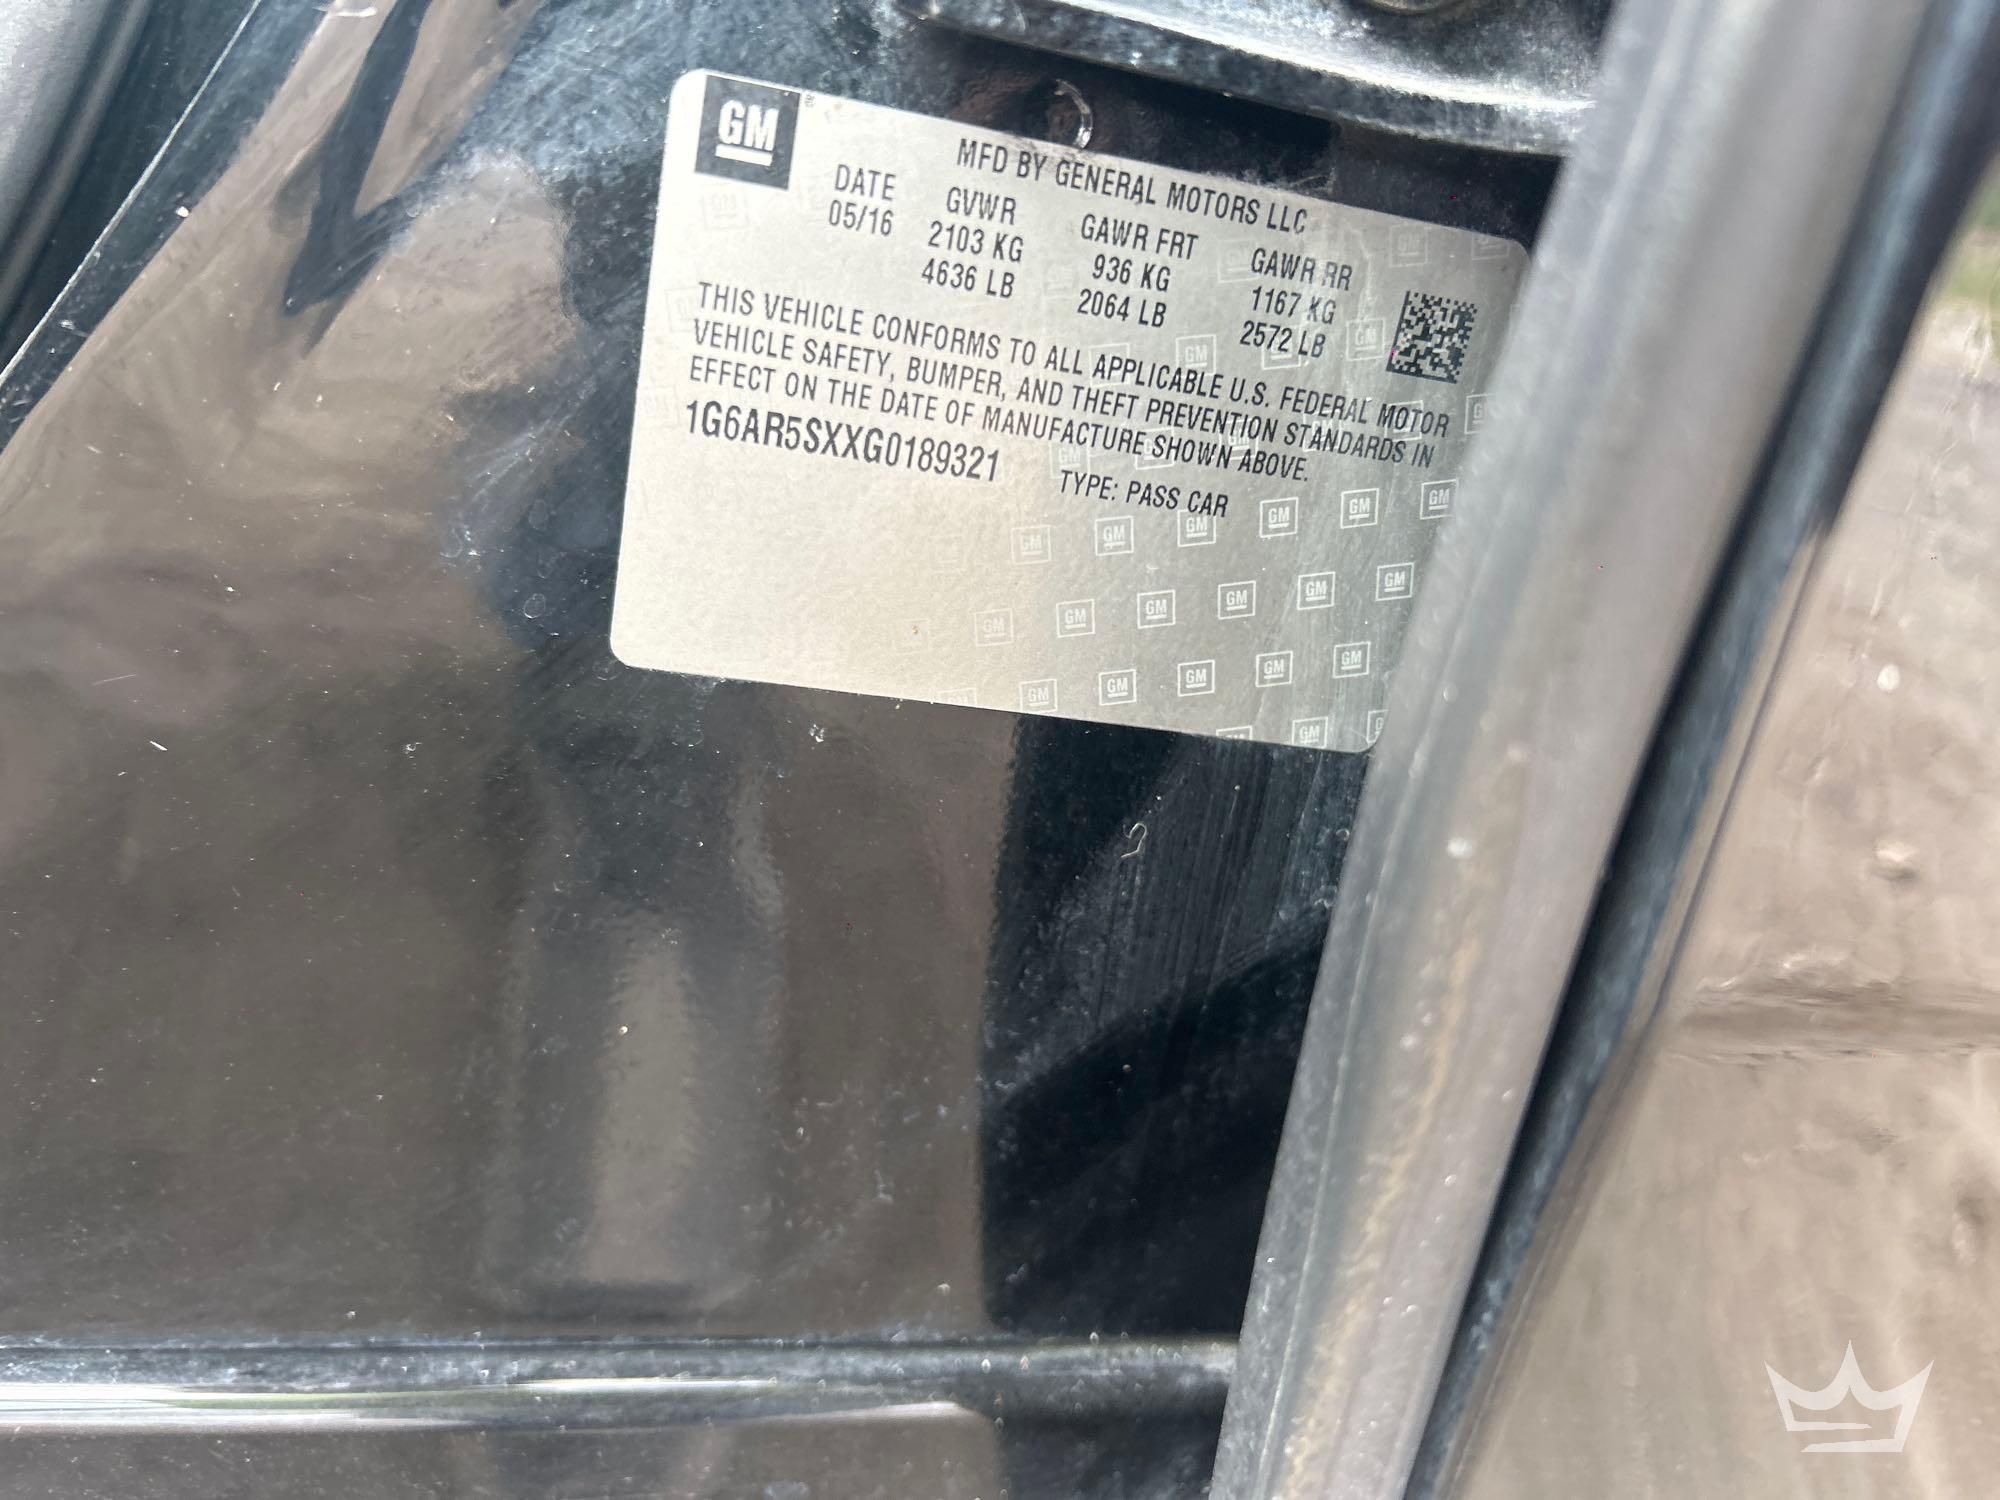 GM
MFD BY GENERAL MOTORS LLC
DATE GVWR GAWR FRT GAWR RR
05/16 2103 KG 936 KG 1167 KG
4636 LB 2064 LB 2572 LB
THIS VEHICLE CONFORMS TO ALL APPLICABLE U.S. FEDERAL MOTOR
VEHICLE SAFETY, BUMPER, AND THEFT PREVENTION STANDARDS IN
EFFECT ON THE DATE OF MANUFACTURE SHOWN ABOVE.
1G6AR5SXXG0189321 TYPE: PASS CAR